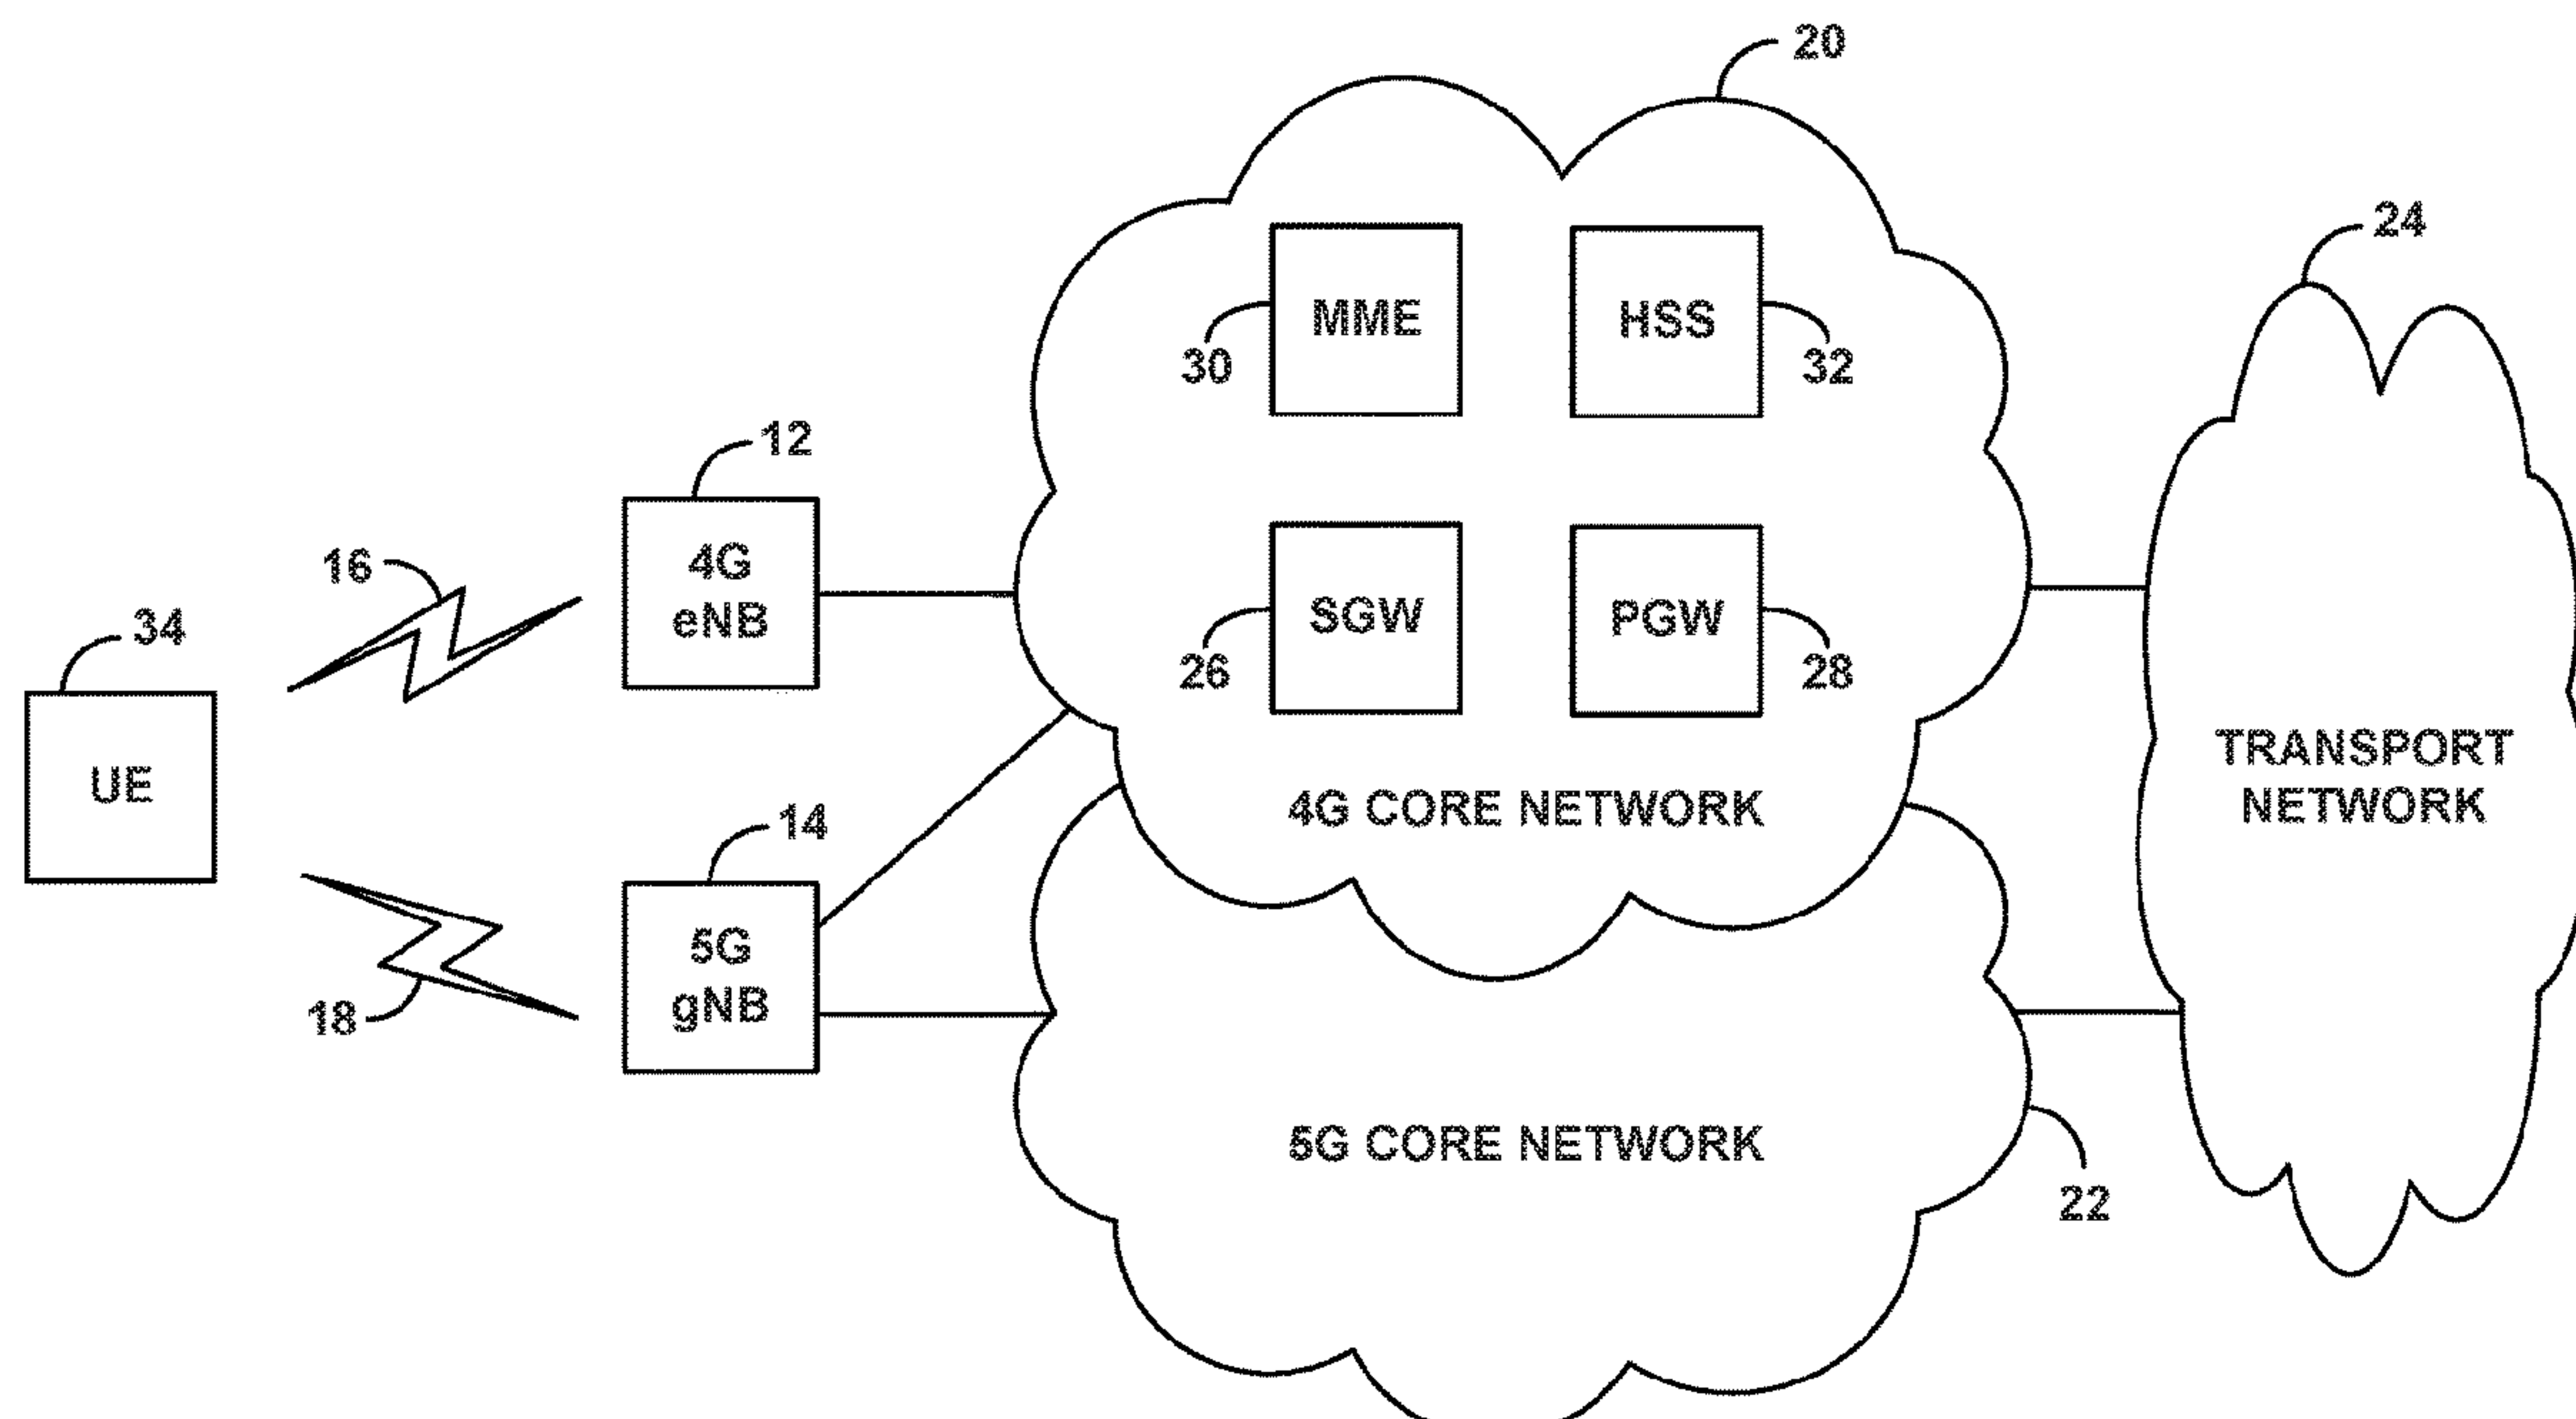 20
24
MME
HSS
30
32
12
4G
eNB
16
34
SGW
PGW
26
28
UE
TRANSPORT
NETWORK
4G CORE NETWORK
14
5G
gNB
18
5G CORE NETWORK
22